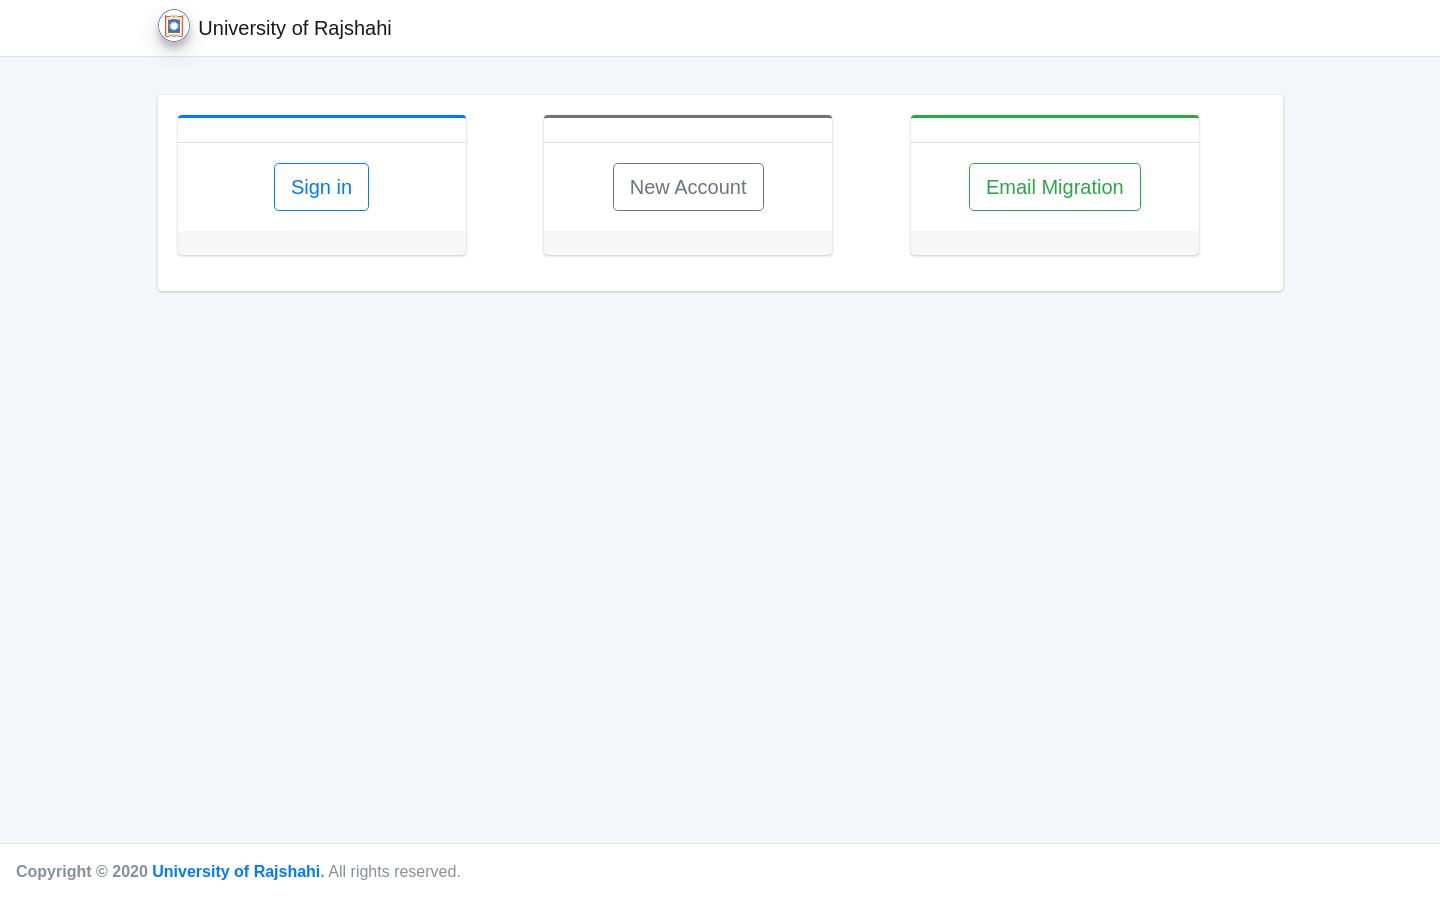 University of Rajshahi
Sign in
New Account
Email Migration
Copyright © 2020 University of Rajshahi. All rights reserved.